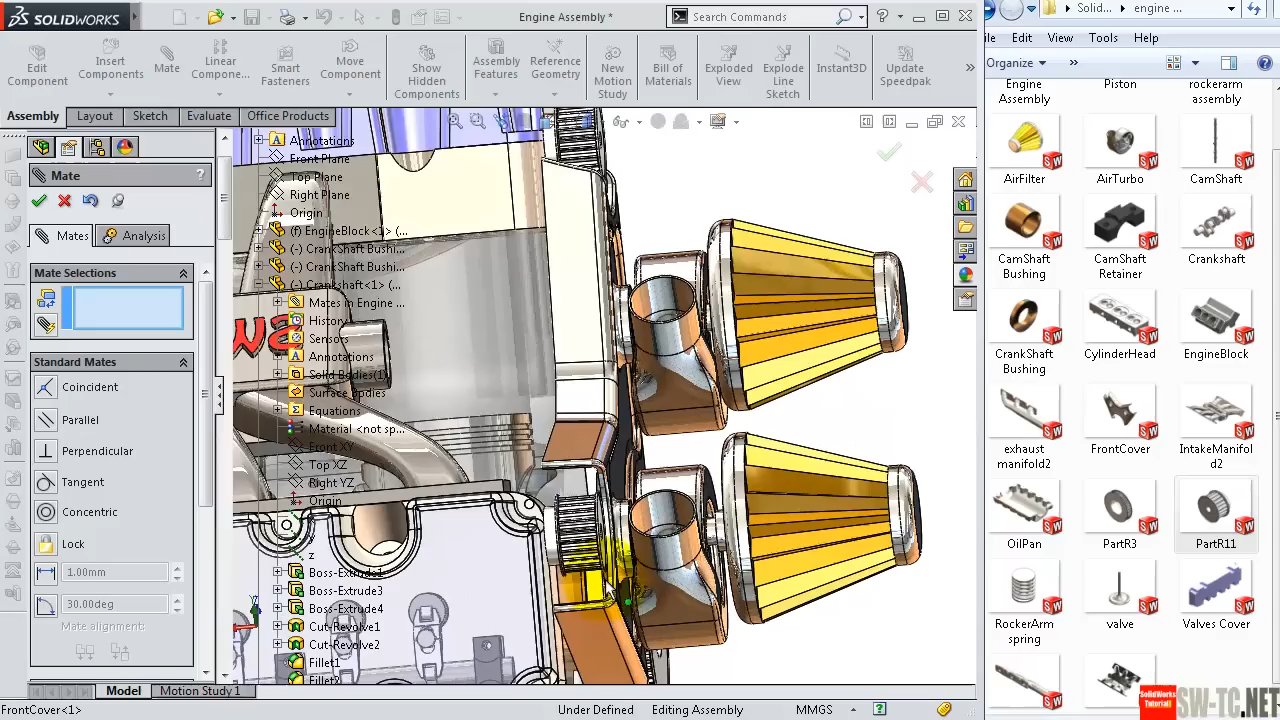 SOLIDWORKS
Engine Assembly *
Search Commands
Edit Component
Insert Components
Mate
Linear Compone...
Smart Fasteners
Move Component
Show Hidden Components
Assembly Features
Reference Geometry
New Motion Study
Bill of Materials
Exploded View
Explode Line Sketch
Instant3D
Update Speedpak
Assembly
Layout
Sketch
Evaluate
Office Products
Mate
?
Mates
Analysis
Mate Selections
Standard Mates
Coincident
Parallel
Perpendicular
Tangent
Concentric
Lock
1.00mm
30.00deg
Mate alignment:
Annotations
Front Plane
Top Plane
Right Plane
Origin
(f) EngineBlock<1> (...
(-) CrankShaft Bushi...
(-) CrankShaft Bushi...
(-) Crankshaft<1> (...
Mates in Engine ...
History
Sensors
Annotations
Solid Bodies(1)
Surface Bodies
Equations
Material <not sp...
Front XY
Top XZ
Right YZ
Origin
z
Boss-Extrude1
Boss-Extrude3
Boss-Extrude4
Cut-Revolve1
Cut-Revolve2
Fillet1
Model
Motion Study 1
FrontCover<1>
Under Defined
Editing Assembly
MMGS
Solid...
engine ...
ile
Edit
View
Tools
Help
Organize
»
Engine Assembly
Piston
rockerarm assembly
AirFilter
AirTurbo
CamShaft
CamShaft Bushing
CamShaft Retainer
Crankshaft
CrankShaft Bushing
CylinderHead
EngineBlock
exhaust manifold2
FrontCover
IntakeManifol d2
OilPan
PartR3
PartR11
RockerArm spring
valve
Valves Cover
SolidWorks Tutorial
SW-TC.NET